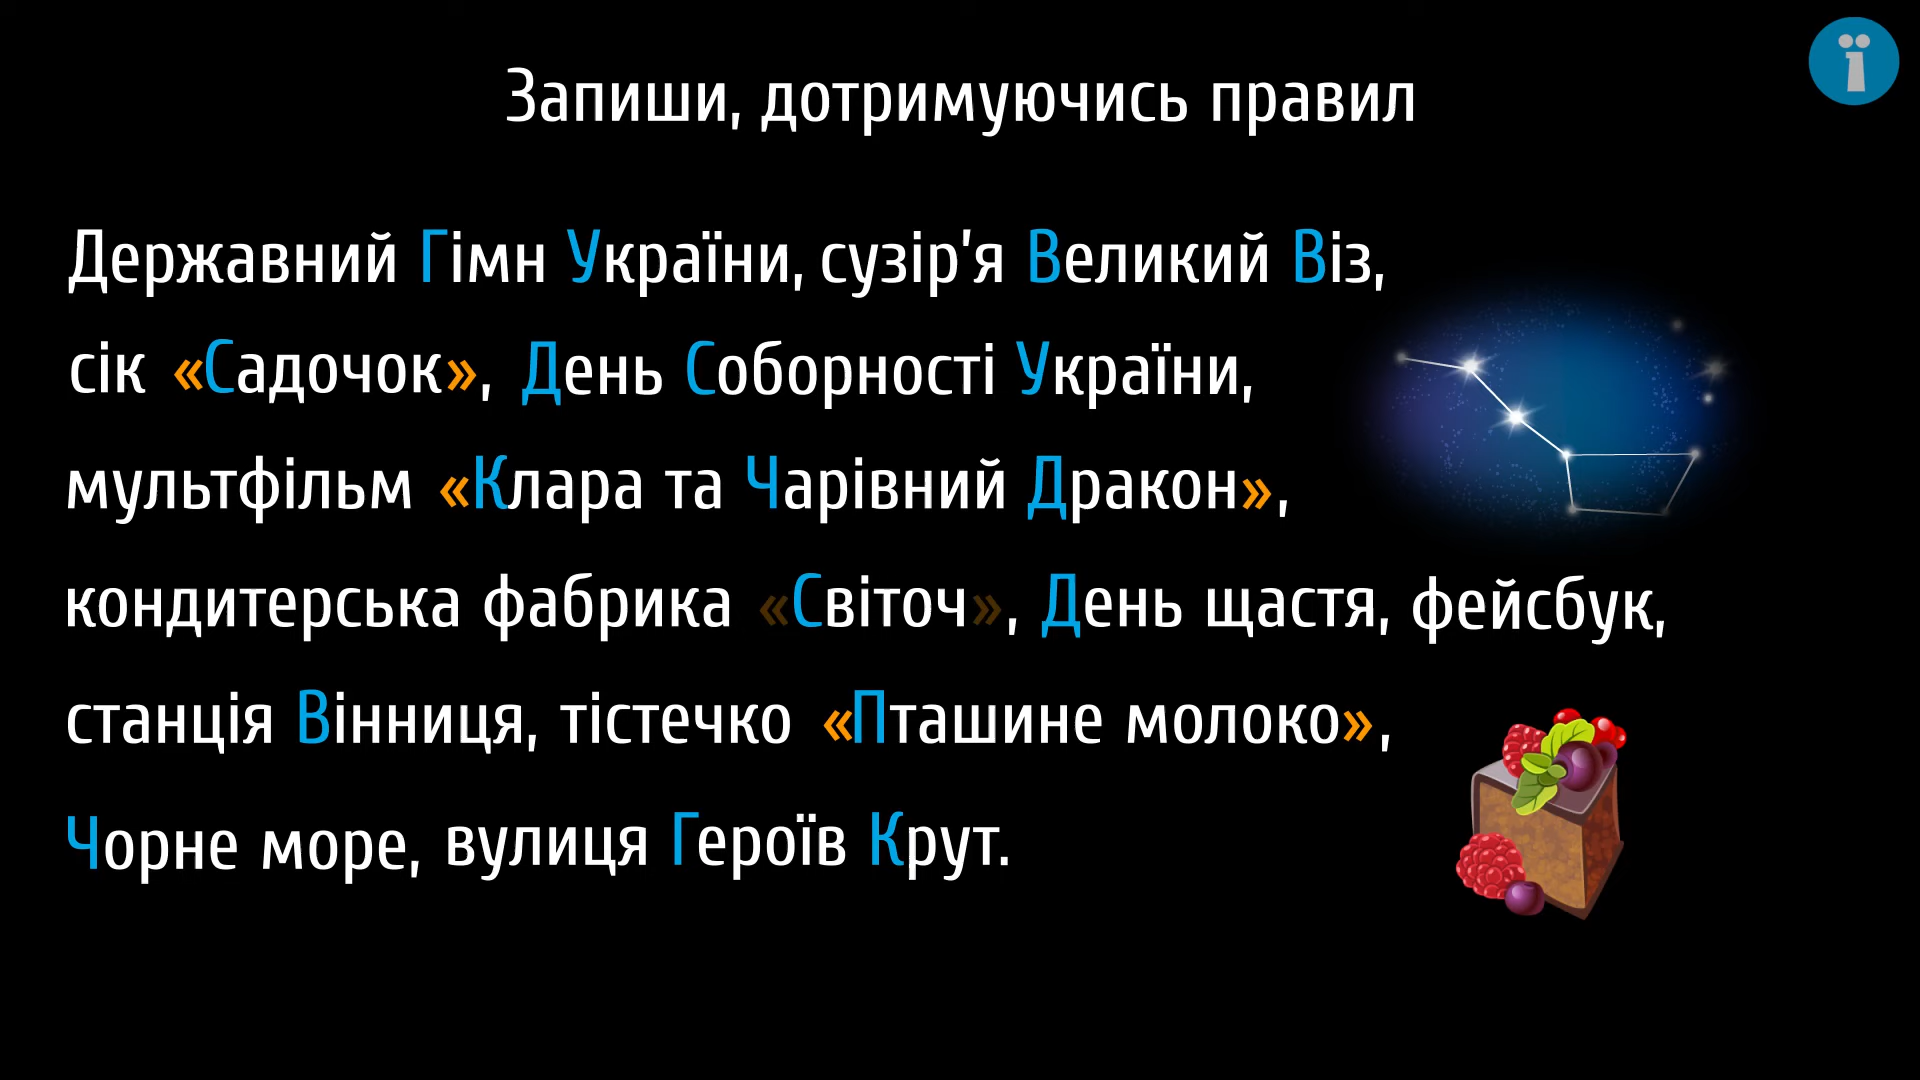 ї
Запиши, дотримуючись правил
Державний Гімн України, сузір’я Великий Віз,
сік «Садочок», День Соборності України,
мультфільм «Клара та Чарівний Дракон»,
кондитерська фабрика «Світоч», День щастя, фейсбук,
станція Вінниця, тістечко «Пташине молоко»,
Чорне море, вулиця Героїв Крут.